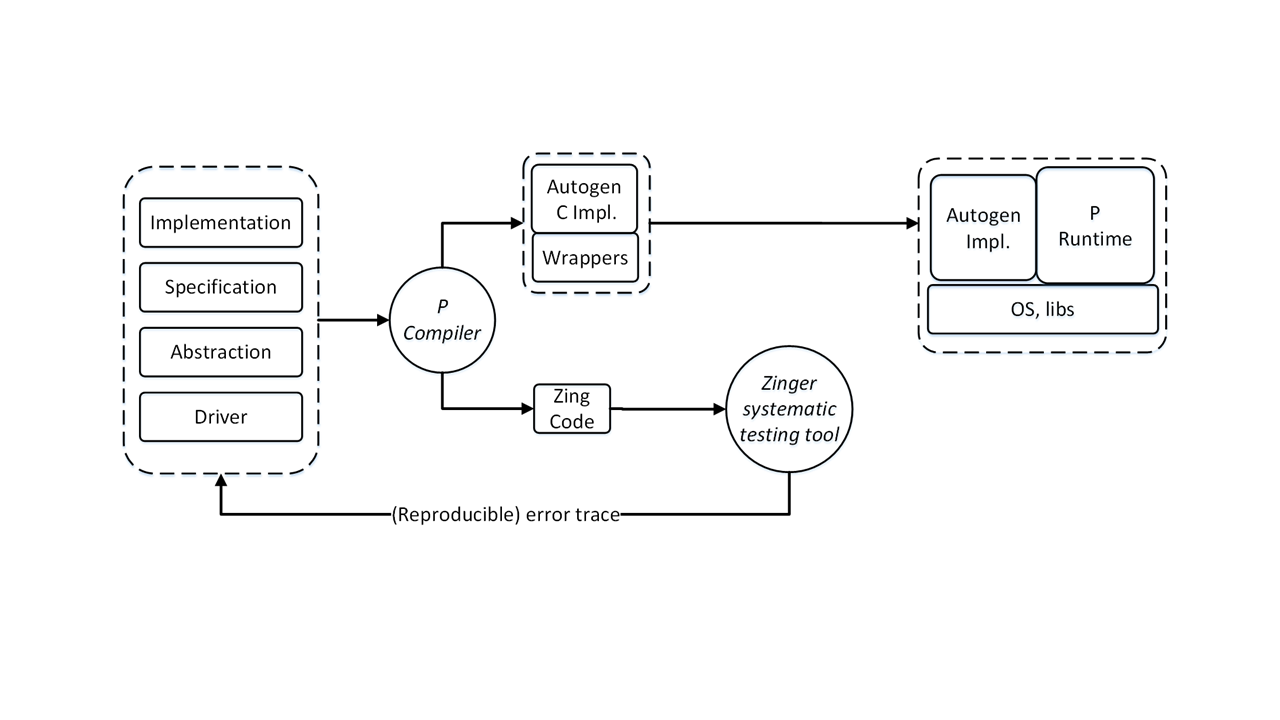 Implementation
Specification
Abstraction
Driver
P
Compiler
Autogen
C Impl.
Wrappers
Zing
Code
Zinger
systematic
testing tool
(Reproducible) error trace
Autogen
Impl.
P
Runtime
OS, libs